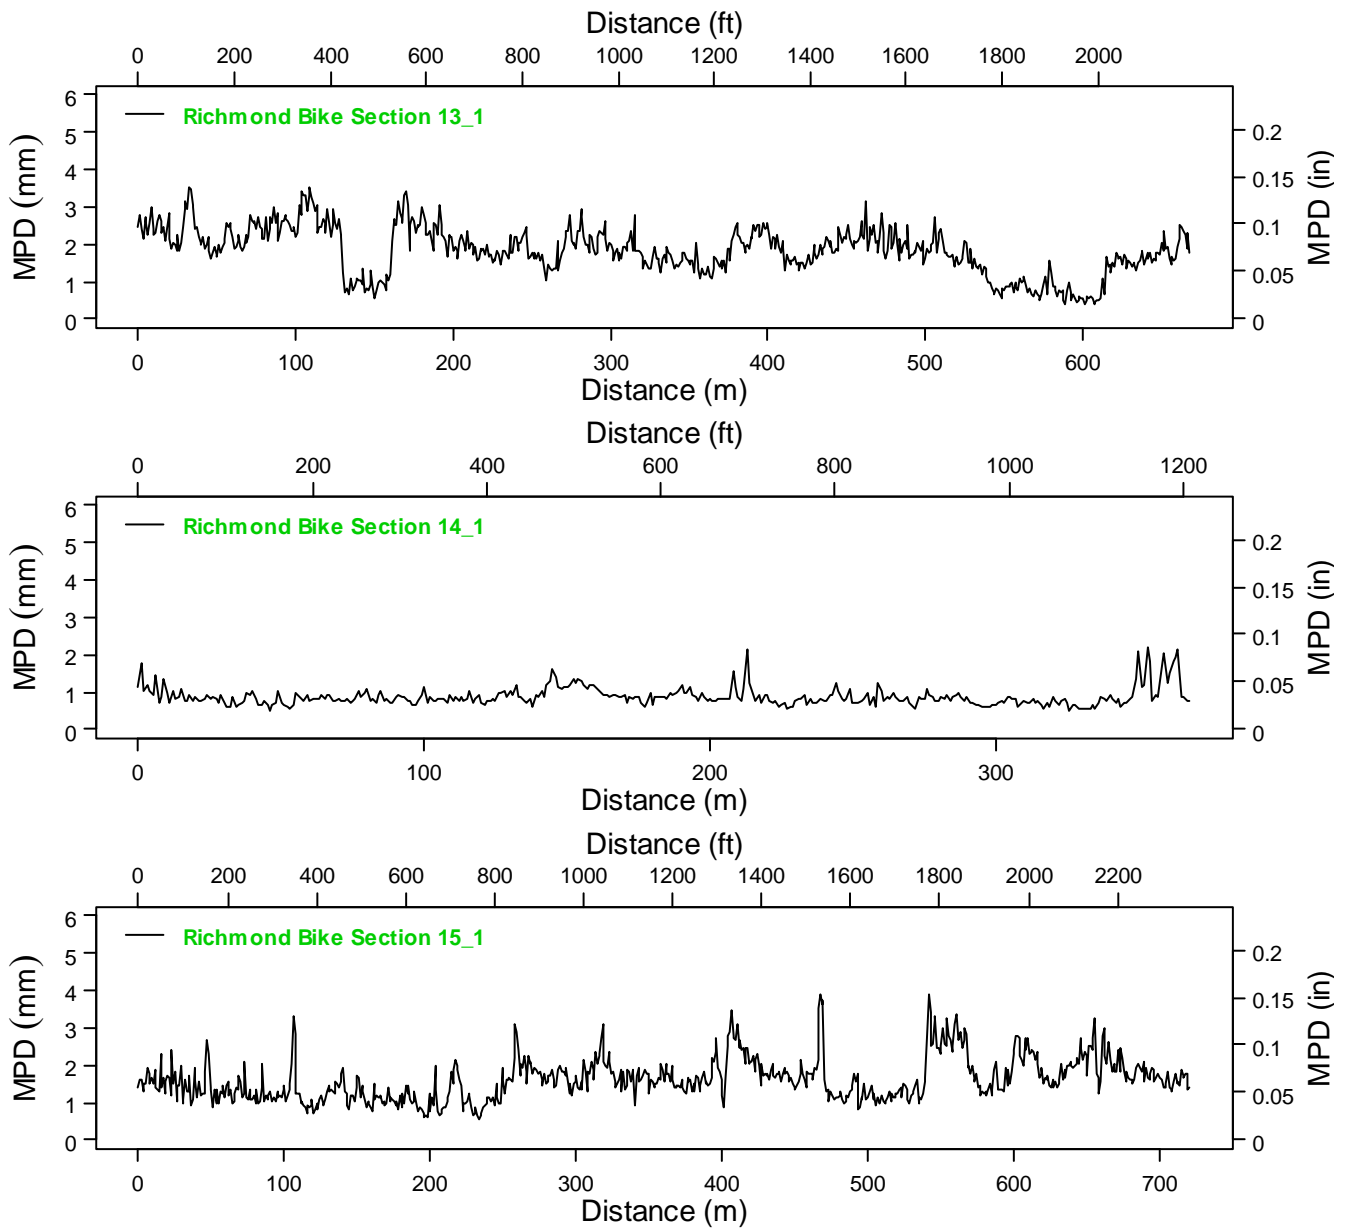 Distance (ft)
0 200 400 600 800 1000 1200 1400 1600 1800 2000
Richmond Bike Section 13_1
MPD (mm)
6
5
4
3
2
1
0
0.2
0.15
0.1
0.05
0
MPD (in)
0 100 200 300 400 500 600
Distance (m)
Distance (ft)
0 200 400 600 800 1000 1200
Richmond Bike Section 14_1
MPD (mm)
6
5
4
3
2
1
0
0.2
0.15
0.1
0.05
0
MPD (in)
0 100 200 300
Distance (m)
Distance (ft)
0 200 400 600 800 1000 1200 1400 1600 1800 2000 2200
Richmond Bike Section 15_1
MPD (mm)
6
5
4
3
2
1
0
0.2
0.15
0.1
0.05
0
MPD (in)
0 100 200 300 400 500 600 700
Distance (m)